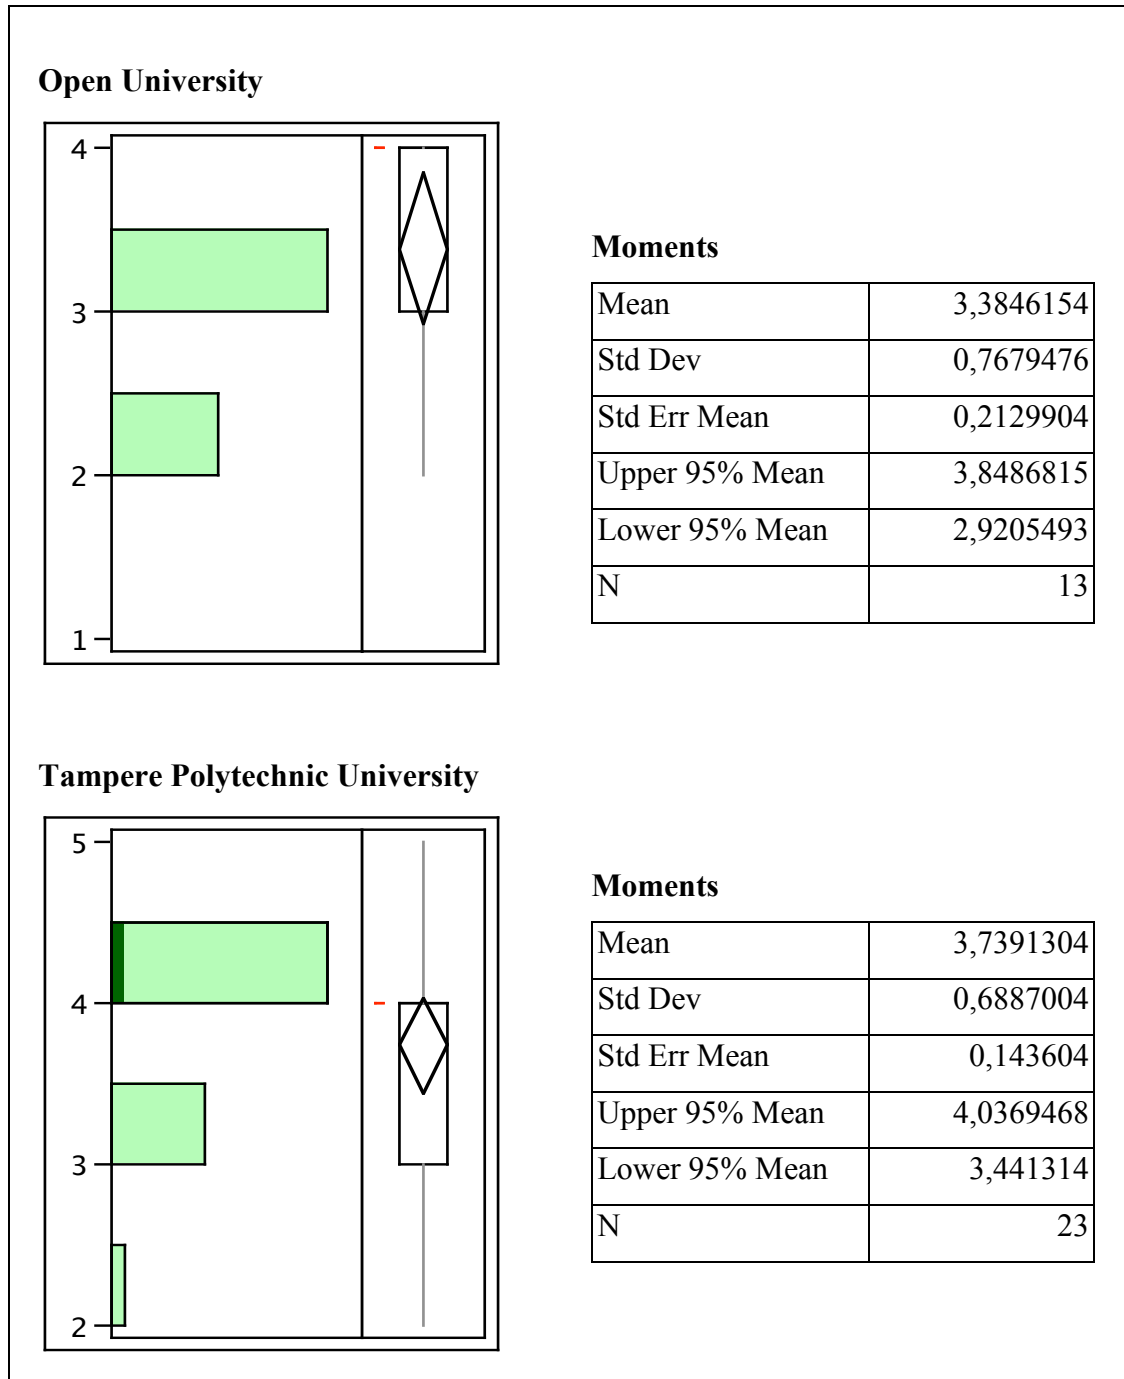 Open University
4
3
2
1
Moments
Mean 3,3846154
Std Dev 0,7679476
Std Err Mean 0,2129904
Upper 95% Mean 3,8486815
Lower 95% Mean 2,9205493
N 13
Tampere Polytechnic University
5
4
3
2
Moments
Mean 3,7391304
Std Dev 0,6887004
Std Err Mean 0,143604
Upper 95% Mean 4,0369468
Lower 95% Mean 3,441314
N 23